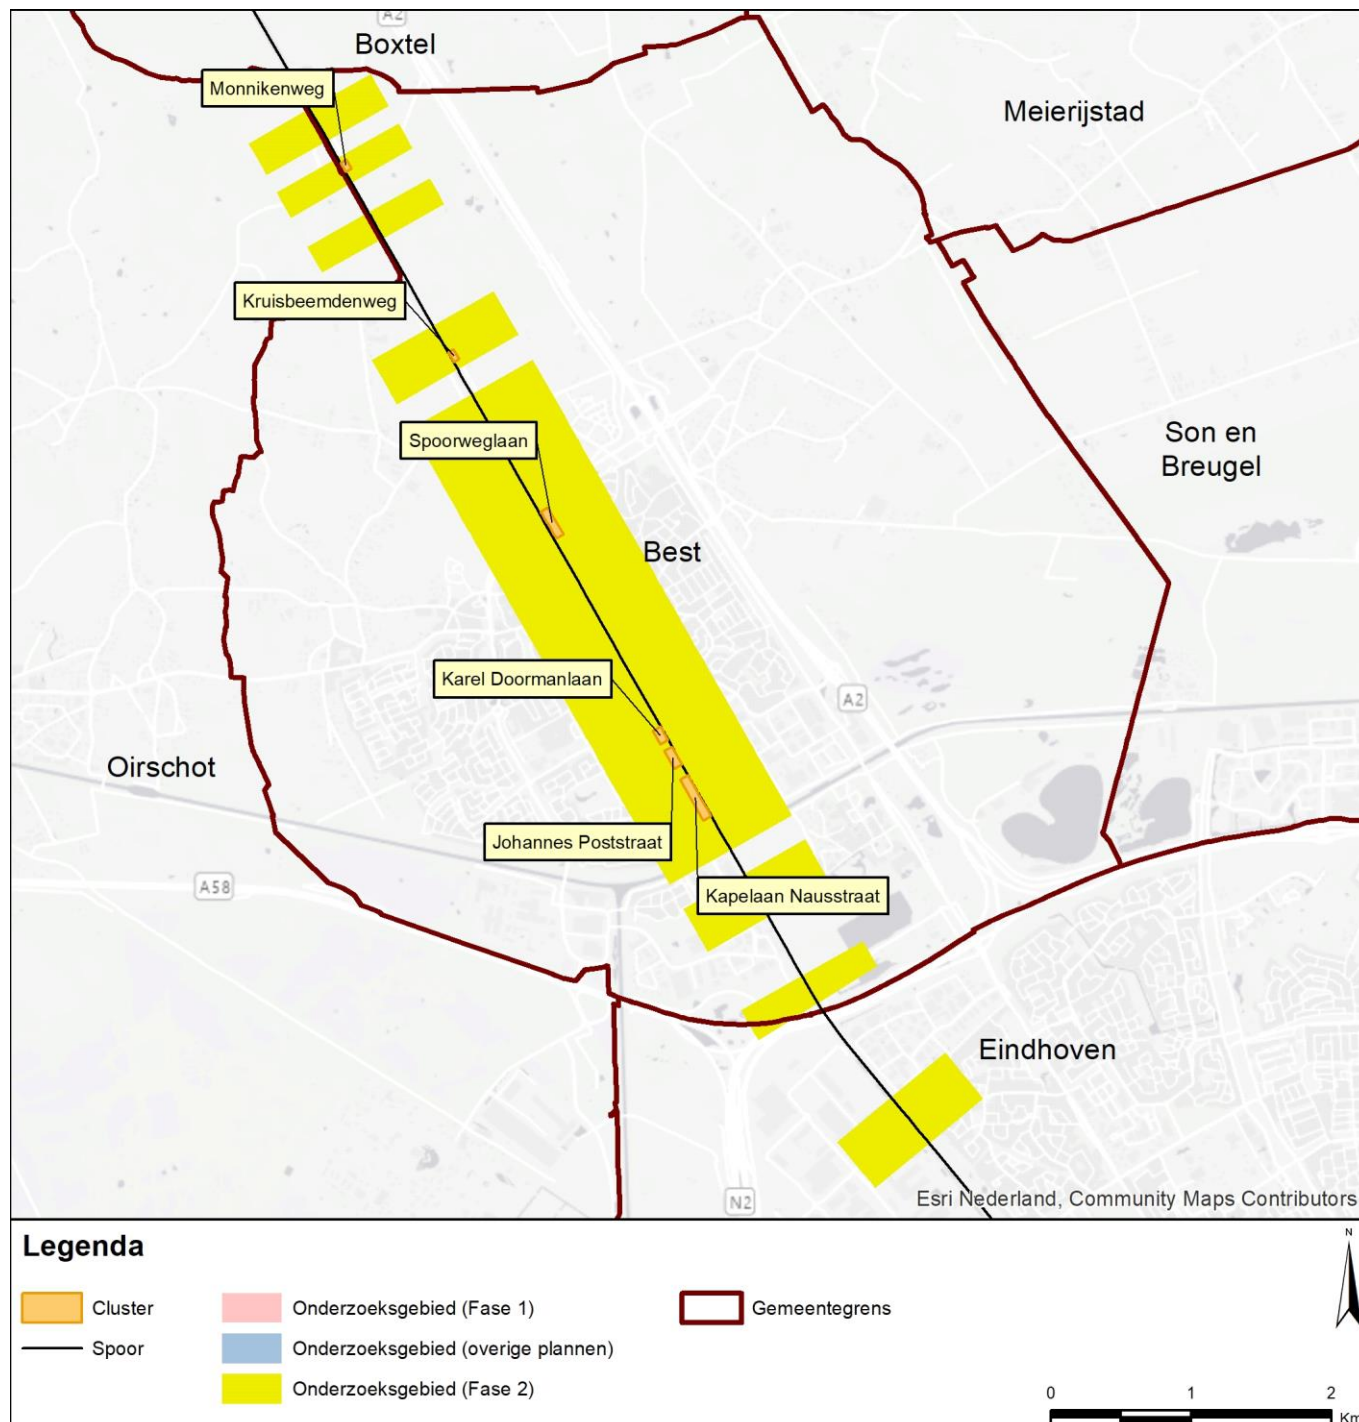 A2
Boxtel
Monnikenweg
Meierijstad
Kruisbeemdenweg
Spoorweglaan
Son en
Breugel
Best
Karel Doormanlaan
A2
Oirschot
Johannes Poststraat
A58
Kapelaan Nausstraat
Eindhoven
N2
Esri Nederland, Community Maps Contributors
Legenda
N
Cluster
Onderzoeksgebied (Fase 1)
Gemeentegrens
Spoor
Onderzoeksgebied (overige plannen)
Onderzoeksgebied (Fase 2)
0 1 2
Km